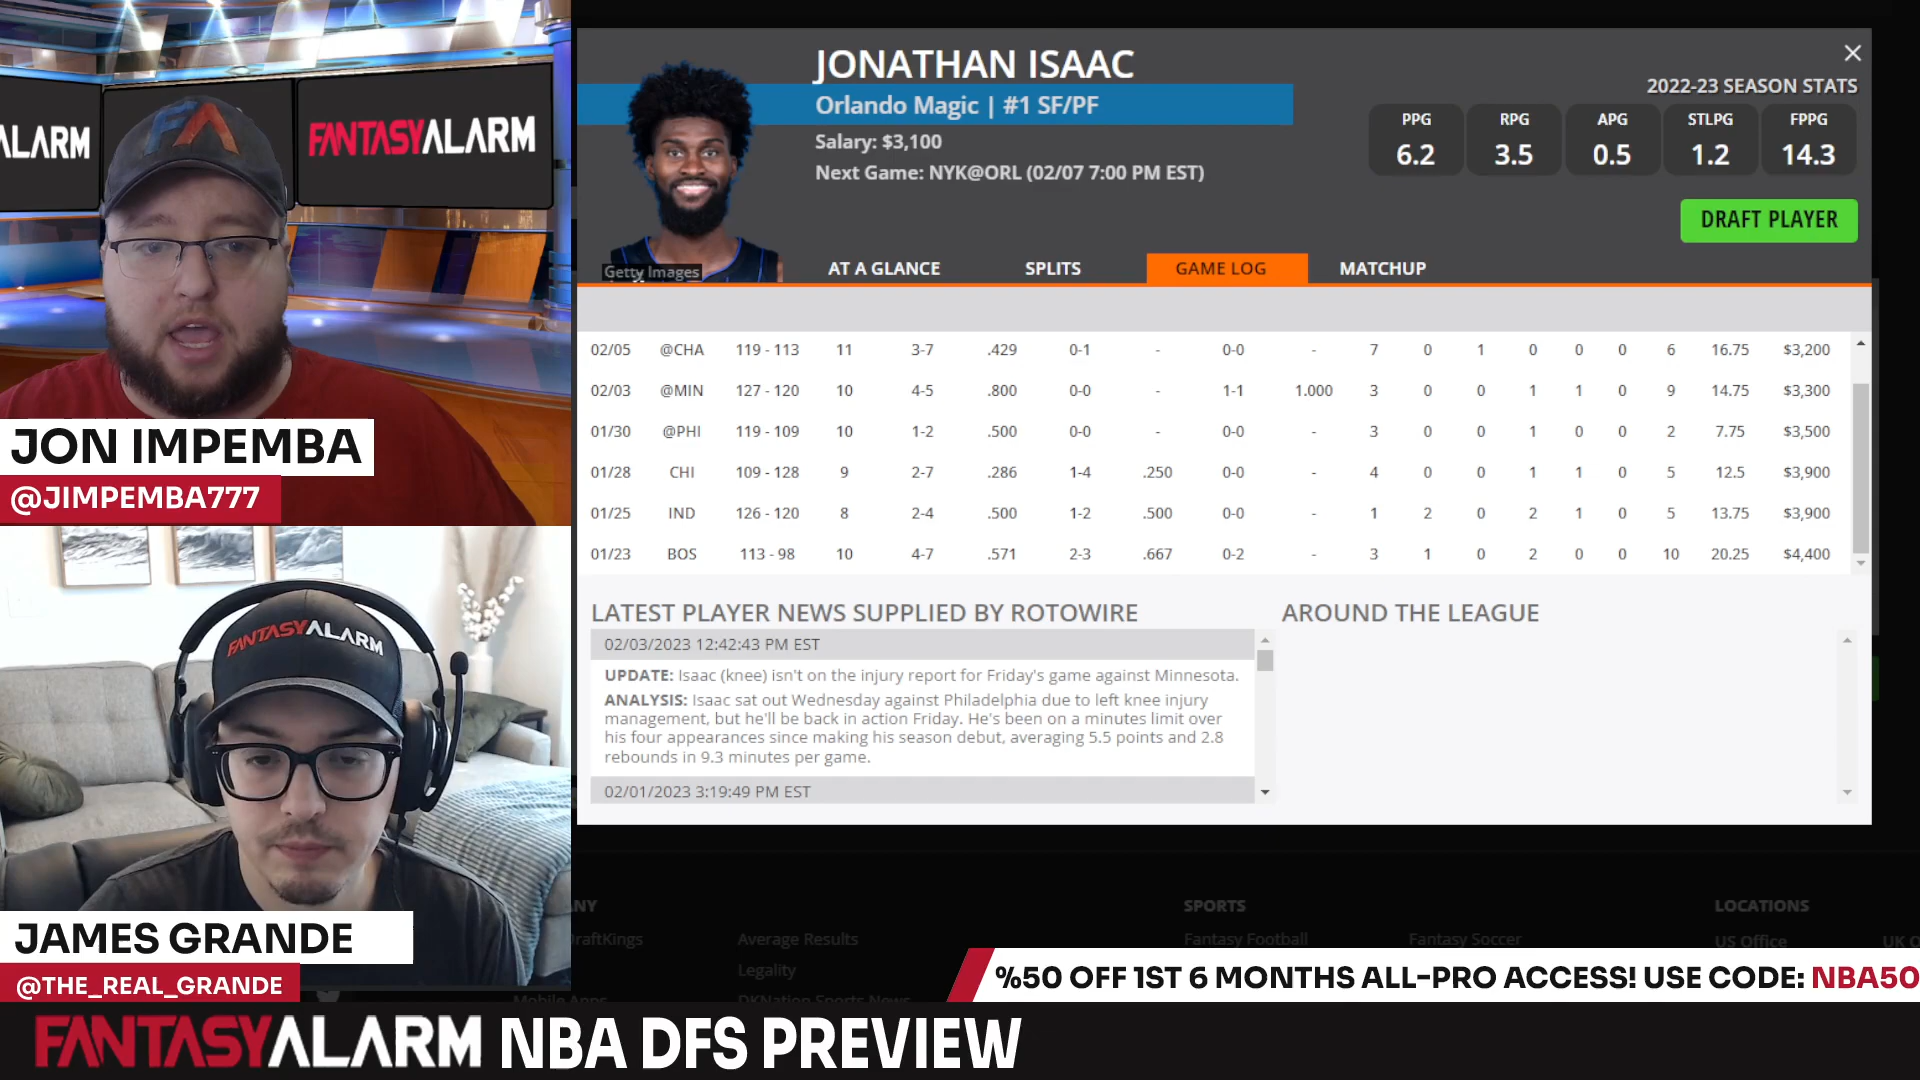 ALARM
FANTASYALARM
FA
JON IMPEMBA
@JIMPEMBA777
FANTASYALARM
JAMES GRANDE
@THE_REAL_GRANDE
JONATHAN ISAAC
Orlando Magic | #1 SF/PF
Salary: $3,100
Next Game: NYK@ORL (02/07 7:00 PM EST)
Getty Images
2022-23 SEASON STATS
PPG RPG APG STLPG FPPG
6.2 3.5 0.5 1.2 14.3
DRAFT PLAYER
AT A GLANCE SPLITS GAME LOG MATCHUP
02/05 @CHA 119 - 113 11 3-7 .429 0-1 - 0-0 - 7 0 1 0 0 0 6 16.75 $3,200
02/03 @MIN 127 - 120 10 4-5 .800 0-0 - 1-1 1.000 3 0 0 1 1 0 9 14.75 $3,300
01/30 @PHI 119 - 109 10 1-2 .500 0-0 - 0-0 - 3 0 0 1 0 0 2 7.75 $3,500
01/28 CHI 109 - 128 9 2-7 .286 1-4 .250 0-0 - 4 0 0 1 1 0 5 12.5 $3,900
01/25 IND 126 - 120 8 2-4 .500 1-2 .500 0-0 - 1 2 0 2 1 0 5 13.75 $3,900
01/23 BOS 113 - 98 10 4-7 .571 2-3 .667 0-2 - 3 1 0 2 0 0 10 20.25 $4,400
LATEST PLAYER NEWS SUPPLIED BY ROTOWIRE
02/03/2023 12:42:43 PM EST
UPDATE: Isaac (knee) isn't on the injury report for Friday's game against Minnesota.
ANALYSIS: Isaac sat out Wednesday against Philadelphia due to left knee injury
management, but he'll be back in action Friday. He's been on a minutes limit over
his four appearances since making his season debut, averaging 5.5 points and 2.8
rebounds in 9.3 minutes per game.
02/01/2023 3:19:49 PM EST
AROUND THE LEAGUE
NY SPORTS LOCATIONS
DraftKings Average Results Fantasy Football Fantasy Soccer US Office UK O
Legality
Mobile Apps DKNation Sports News
%50 OFF 1ST 6 MONTHS ALL-PRO ACCESS! USE CODE: NBA50
FANTASYALARM NBA DFS PREVIEW